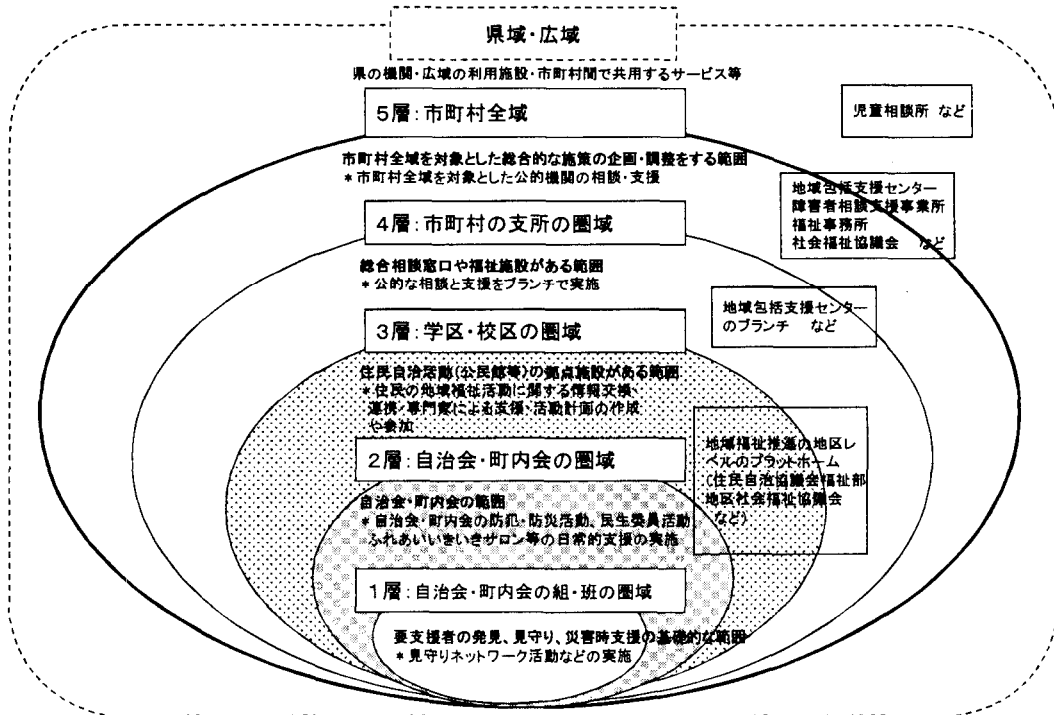 県域・広域
県の機関・広域の利用施設・市町村間で共用するサービス等
5層：市町村全域
児童相談所 など
市町村全域を対象とした総合的な施策の企画・調整をする範囲
＊市町村全域を対象とした公的機関の相談・支援
地域包括支援センター
障害者相談支援事業所
福祉事務所
社会福祉協議会 など
4層：市町村の支所の圏域
総合相談窓口や福祉施設がある範囲
＊公的な相談と支援をブランチで実施
地域包括支援センター
のブランチ など
3層：学区・校区の圏域
住民自治活動（公民館等）の拠点施設がある範囲
＊住民の地域福祉活動に関する情報交換・
連携・専門家による支援・活動計画の作成
や参加
地域福祉推進の地区レ
ベルのプラットホーム
（住民自治協議会福祉部
地区社会福祉協議会
など）
2層：自治会・町内会の圏域
自治会・町内会の範囲
＊自治会・町内会の防犯・防災活動、民生委員活動
ふれあいいきいきサロン等の日常的支援の実施
1層：自治会・町内会の組・班の圏域
要支援者の発見、見守り、災害時支援の基礎的な範囲
＊見守りネットワーク活動などの実施